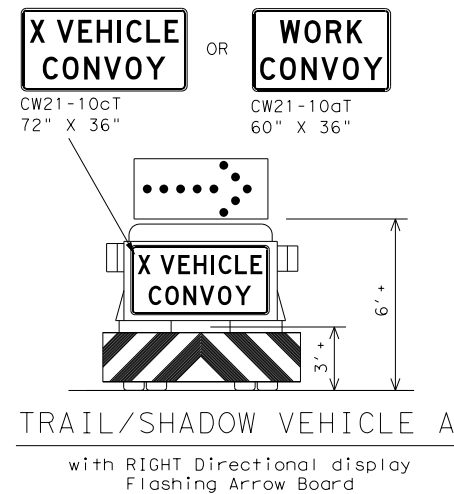 X VEHICLE
CONVOY
OR
WORK
CONVOY
CW21-10cT
72" X 36"
CW21-10aT
60" X 36"
X VEHICLE
CONVOY
6' +
3' +
TRAIL/SHADOW VEHICLE A
with RIGHT Directional display
Flashing Arrow Board